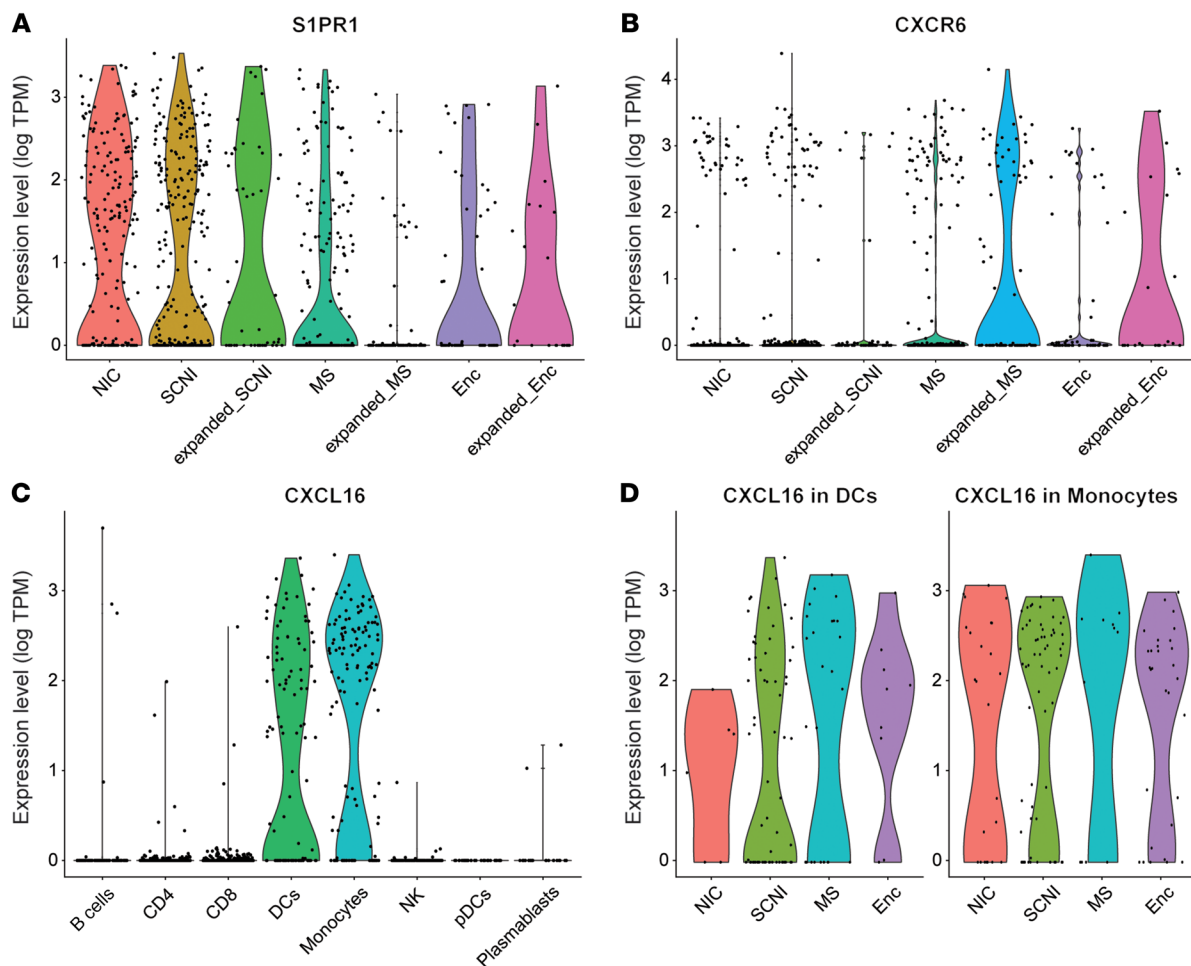 A
S1PR1
Expression level (log TPM)
3
2
1
0
NIC
SCNI
expanded_SCNI
MS
expanded_MS
Enc
expanded_Enc
B
CXCR6
Expression level (log TPM)
4
3
2
1
0
NIC
SCNI
expanded_SCNI
MS
expanded_MS
Enc
expanded_Enc
C
CXCL16
Expression level (log TPM)
3
2
1
0
B cells
CD4
CD8
DCs
Monocytes
NK
pDCs
Plasmablasts
D
CXCL16 in DCs
Expression level (log TPM)
3
2
1
0
NIC
SCNI
MS
Enc
CXCL16 in Monocytes
3
2
1
0
NIC
SCNI
MS
Enc